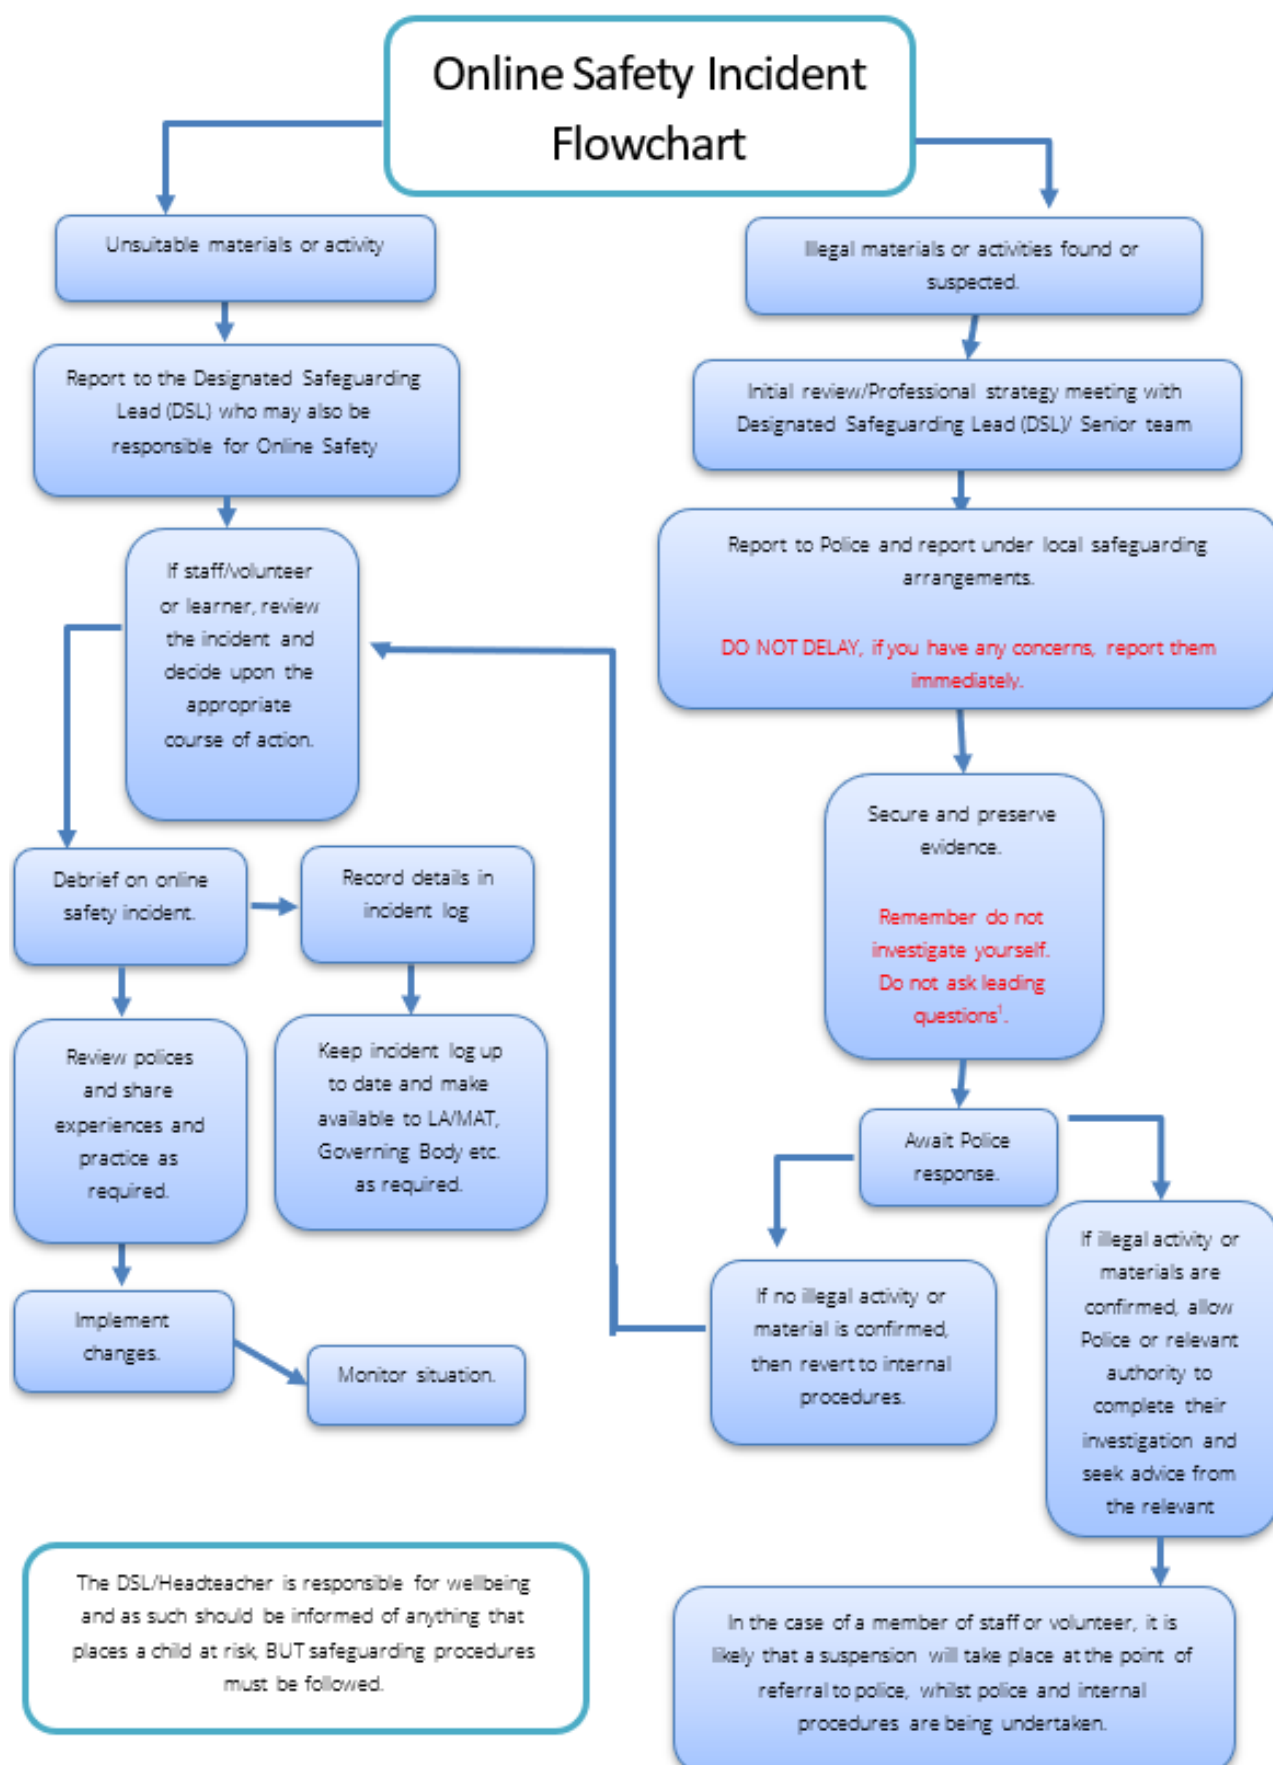 Online Safety Incident
Flowchart
Unsuitable materials or activity
Report to the Designated Safeguarding
Lead (DSL) who may also be
responsible for Online Safety
If staff/volunteer
or learner, review
the incident and
decide upon the
appropriate
course of action.
Debrief on online
safety incident.
Record details in
incident log
Review polices
and share
experiences and
practice as
required.
Keep incident log up
to date and make
available to LA/MAT,
Governing Body etc.
as required.
Implement
changes.
Monitor situation.
Illegal materials or activities found or
suspected.
Initial review/Professional strategy meeting with
Designated Safeguarding Lead (DSL)/ Senior team
Report to Police and report under local safeguarding
arrangements.
DO NOT DELAY, if you have any concerns, report them
immediately.
Secure and preserve
evidence.
Remember do not
investigate yourself.
Do not ask leading
questions¹.
Await Police
response.
If no illegal activity or
material is confirmed,
then revert to internal
procedures.
If illegal activity or
materials are
confirmed, allow
Police or relevant
authority to
complete their
investigation and
seek advice from
the relevant
In the case of a member of staff or volunteer, it is
likely that a suspension will take place at the point of
referral to police, whilst police and internal
procedures are being undertaken.
The DSL/Headteacher is responsible for wellbeing
and as such should be informed of anything that
places a child at risk, BUT safeguarding procedures
must be followed.